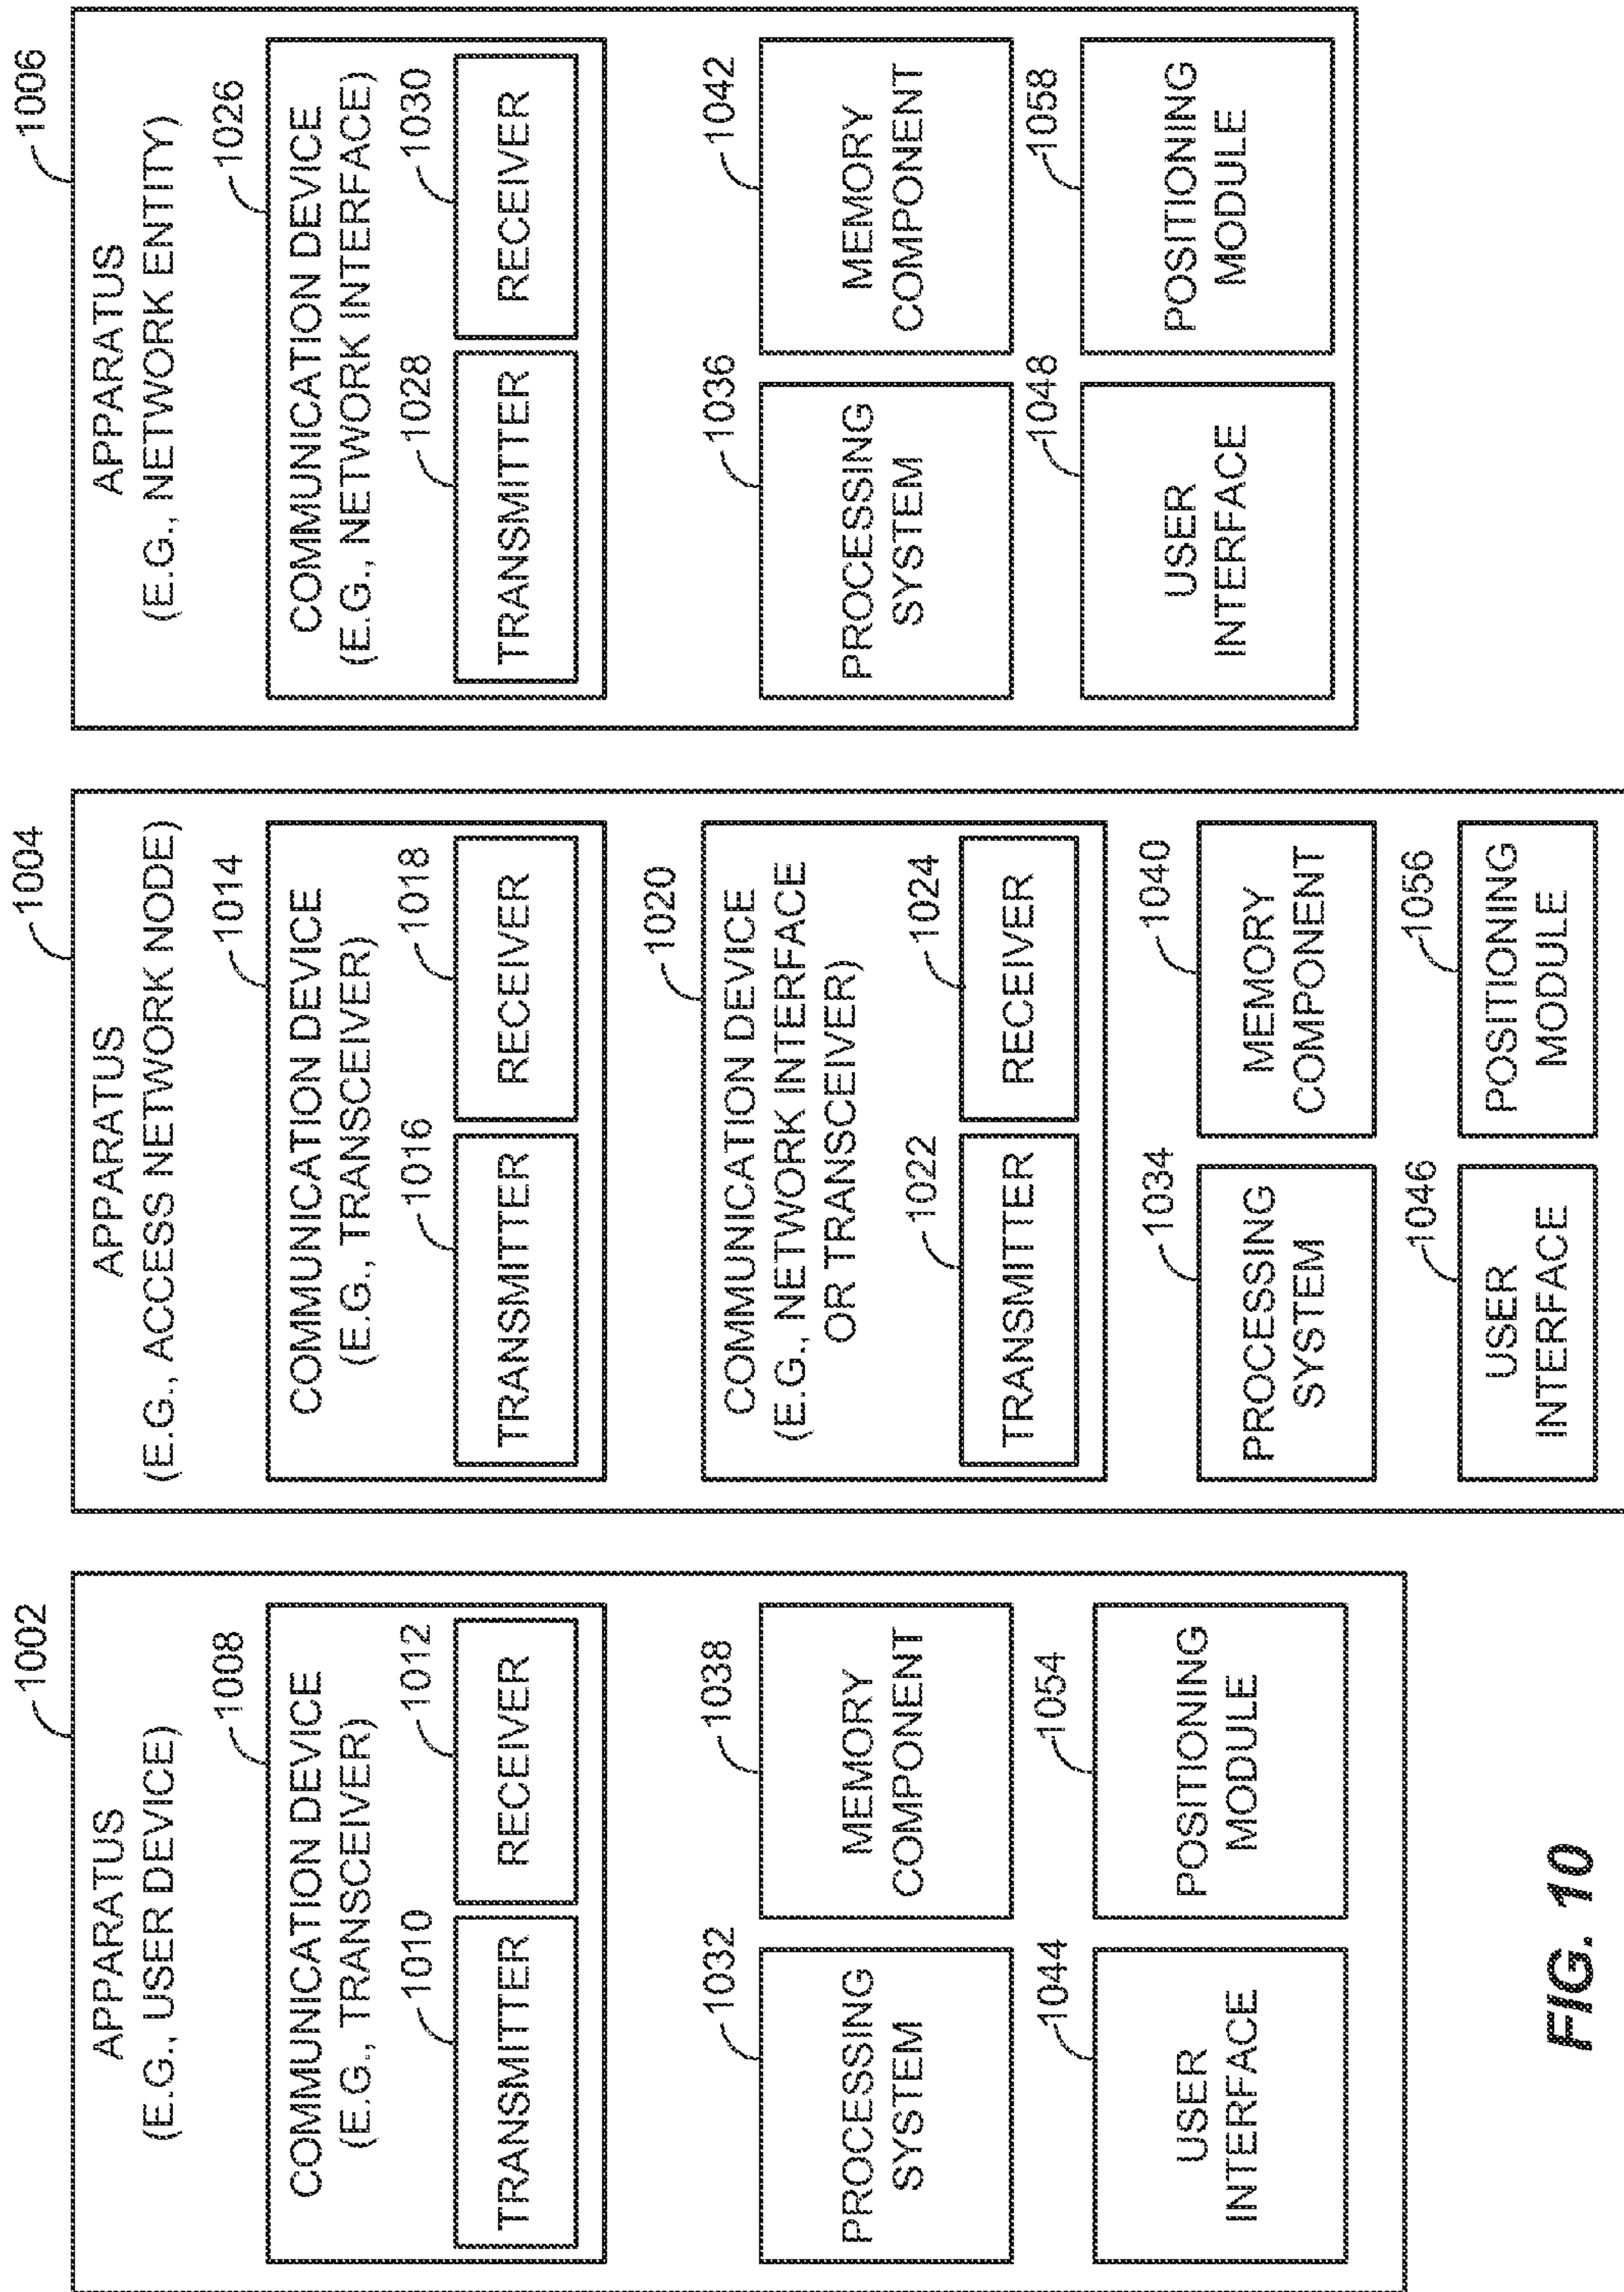 1002
APPARATUS
(E.G., USER DEVICE)
1008
COMMUNICATION DEVICE
(E.G., TRANSCEIVER)
1010
1012
TRANSMITTER
RECEIVER
1032
1038
PROCESSING
SYSTEM
MEMORY
COMPONENT
1044
1054
USER
INTERFACE
POSITIONING
MODULE
1004
APPARATUS
(E.G., ACCESS NETWORK NODE)
1014
COMMUNICATION DEVICE
(E.G., TRANSCEIVER)
1016
1018
TRANSMITTER
RECEIVER
1020
COMMUNICATION DEVICE
(E.G., NETWORK INTERFACE
OR TRANSCEIVER)
1022
1024
TRANSMITTER
RECEIVER
1034
1040
PROCESSING
SYSTEM
MEMORY
COMPONENT
1046
1056
USER
INTERFACE
POSITIONING
MODULE
1006
APPARATUS
(E.G., NETWORK ENTITY)
1026
COMMUNICATION DEVICE
(E.G., NETWORK INTERFACE)
1028
1030
TRANSMITTER
RECEIVER
1036
1042
PROCESSING
SYSTEM
MEMORY
COMPONENT
1048
1058
USER
INTERFACE
POSITIONING
MODULE
FIG. 10